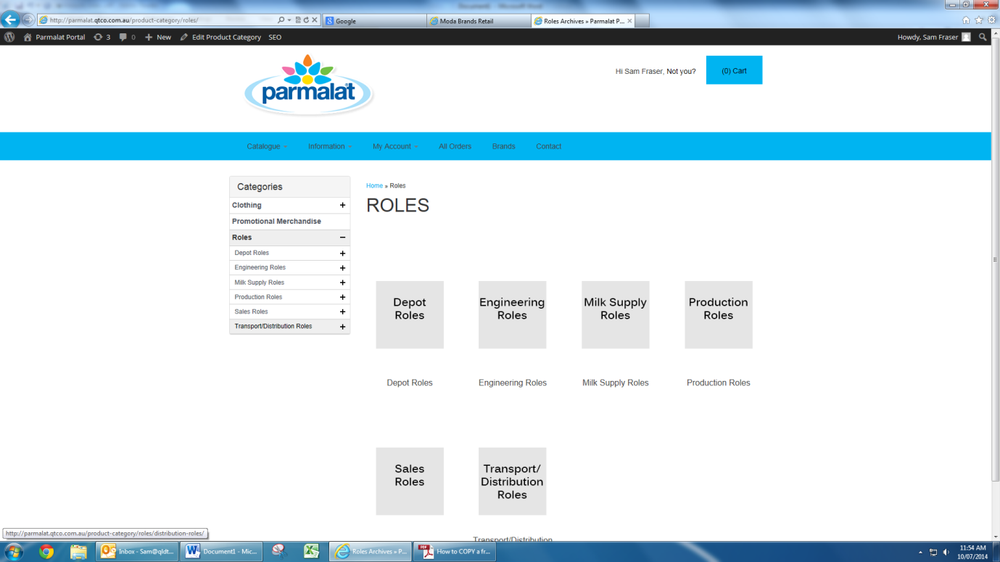 http://parmalat.qtco.com.au/product-category/roles/
Google
Moda Brands Retail
Roles Archives » Parmalat P...
Parmalat Portal
3
0
New
Edit Product Category
SEO
Howdy, Sam Fraser
parmalat
Hi Sam Fraser, Not you?
(0) Cart
Catalogue
Information
My Account
All Orders
Brands
Contact
Categories
Clothing +
Promotional Merchandise
Roles −
Depot Roles +
Engineering Roles +
Milk Supply Roles +
Production Roles +
Sales Roles +
Transport/Distribution Roles +
Home » Roles
ROLES
Depot
Roles
Engineering
Roles
Milk Supply
Roles
Production
Roles
Depot Roles
Engineering Roles
Milk Supply Roles
Production Roles
Sales
Roles
Transport/
Distribution
Roles
Transport/Distribution
http://parmalat.qtco.com.au/product-category/roles/distribution-roles/
Inbox - Sam@qldt...
Document1 - Mic...
Roles Archives » P...
How to COPY a fr...
11:54 AM
10/07/2014